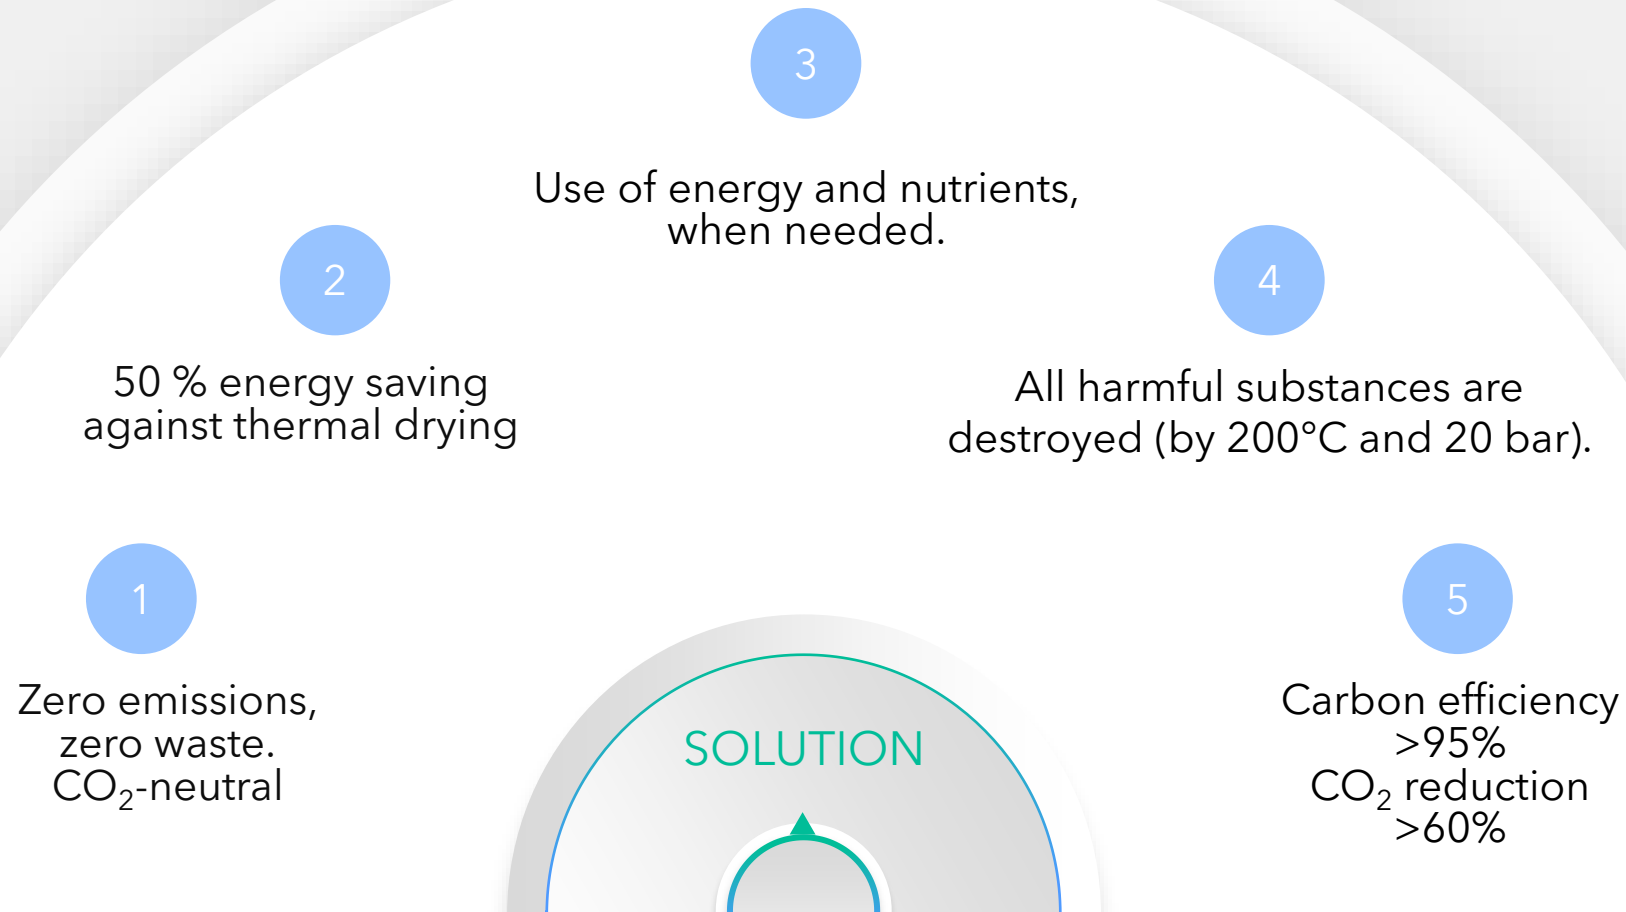 1
Zero emissions,
zero waste.
CO₂-neutral
2
50 % energy saving
against thermal drying
3
Use of energy and nutrients,
when needed.
4
All harmful substances are
destroyed (by 200°C and 20 bar).
5
Carbon efficiency
>95%
CO₂ reduction
>60%
SOLUTION